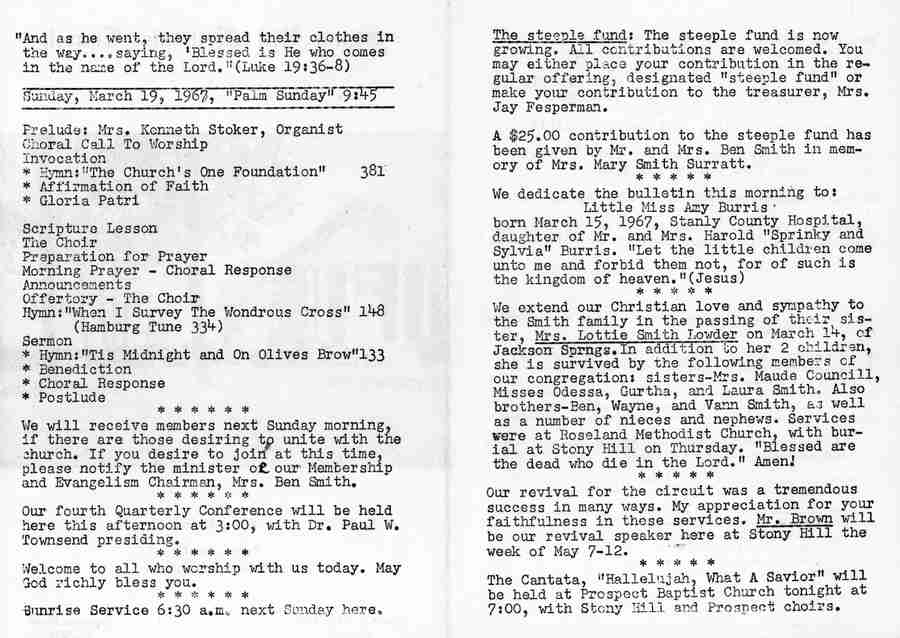 "And as he went, they spread their clothes in
the way....saying, 'Blessed is He who comes
in the name of the Lord."(Luke 19:36-8)
Sunday, March 19, 1967, "Palm Sunday" 9:45
Prelude: Mrs. Kenneth Stoker, Organist
Choral Call To Worship
Invocation
* Hymn:"The Church's One Foundation" 381
* Affirmation of Faith
* Gloria Patri
Scripture Lesson
The Choir
Preparation for Prayer
Morning Prayer - Choral Response
Announcements
Offertory - The Choir
Hymn:"When I Survey The Wondrous Cross" 148
(Hamburg Tune 334)
Sermon
* Hymn:"Tis Midnight and On Olives Brow"133
* Benediction
* Choral Response
* Postlude
* * * * * *
We will receive members next Sunday morning,
if there are those desiring to unite with the
church. If you desire to join at this time,
please notify the minister of our Membership
and Evangelism Chairman, Mrs. Ben Smith.
* * * * * *
Our fourth Quarterly Conference will be held
here this afternoon at 3:00, with Dr. Paul W.
Townsend presiding.
* * * * * *
Welcome to all who worship with us today. May
God richly bless you.
* * * * * *
Sunrise Service 6:30 a.m. next Sunday here.
The steeple fund: The steeple fund is now
growing. All contributions are welcomed. You
may either place your contribution in the re-
gular offering, designated "steeple fund" or
make your contribution to the treasurer, Mrs.
Jay Fesperman.
A $25.00 contribution to the steeple fund has
been given by Mr. and Mrs. Ben Smith in mem-
ory of Mrs. Mary Smith Surratt.
* * * * *
We dedicate the bulletin this morning to:
Little Miss Amy Burris
born March 15, 1967, Stanly County Hospital,
daughter of Mr. and Mrs. Harold "Sprinky and
Sylvia" Burris. "Let the little children come
unto me and forbid them not, for of such is
the kingdom of heaven."(Jesus)
* * * * *
We extend our Christian love and sympathy to
the Smith family in the passing of their sis-
ter, Mrs. Lottie Smith Lowder on March 14, of
Jackson Sprngs.In addition to her 2 children,
she is survived by the following members of
our congregation: sisters-Mrs. Maude Councill,
Misses Odessa, Gurtha, and Laura Smith. Also
brothers-Ben, Wayne, and Vann Smith, as well
as a number of nieces and nephews. Services
were at Roseland Methodist Church, with bur-
ial at Stony Hill on Thursday. "Blessed are
the dead who die in the Lord." Amen!
* * * * *
Our revival for the circuit was a tremendous
success in many ways. My appreciation for your
faithfulness in these services. Mr. Brown will
be our revival speaker here at Stony Hill the
week of May 7-12.
* * * * *
The Cantata, "Hallelujah, What A Savior" will
be held at Prospect Baptist Church tonight at
7:00, with Stony Hill and Prospect choirs.